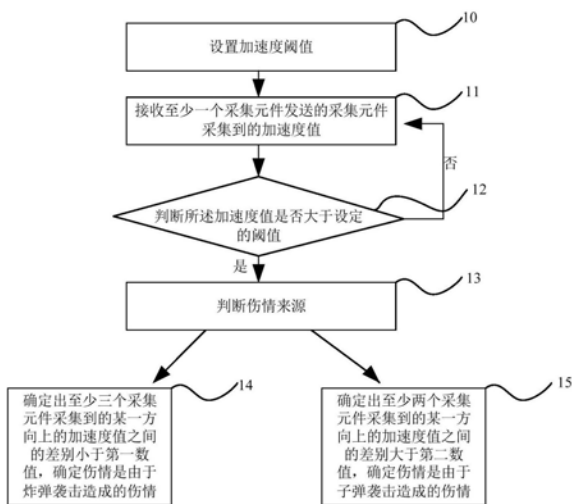 10
设置加速度阈值
11
接收至少一个采集元件发送的采集元件
采集到的加速度值
否
12
判断所述加速度值是否大于设定
的阈值
是
13
判断伤情来源
14
确定出至少三个采集
元件采集到的某一方
向上的加速度值之间
的差别小于第一数
值，确定伤情是由于
炸弹袭击造成的伤情
15
确定出至少两个采集
元件采集到的某一方
向上的加速度值之间
的差别大于第二数
值，确定伤情是由于
子弹袭击造成的伤情